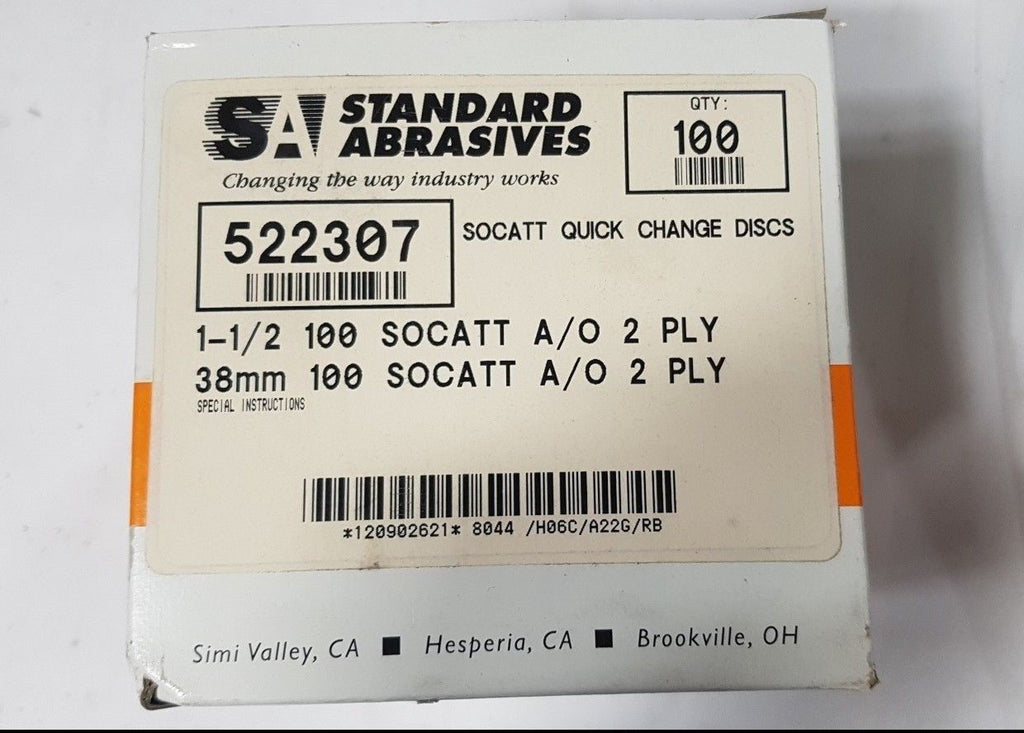 SA STANDARD ABRASIVES
Changing the way industry works
QTY:
100
522307
SOCATT QUICK CHANGE DISCS
1-1/2 100 SOCATT A/O 2 PLY
38mm 100 SOCATT A/O 2 PLY
SPECIAL INSTRUCTIONS
*120902621* 8044 /H06C/A22G/RB
Simi Valley, CA ■ Hesperia, CA ■ Brookville, OH